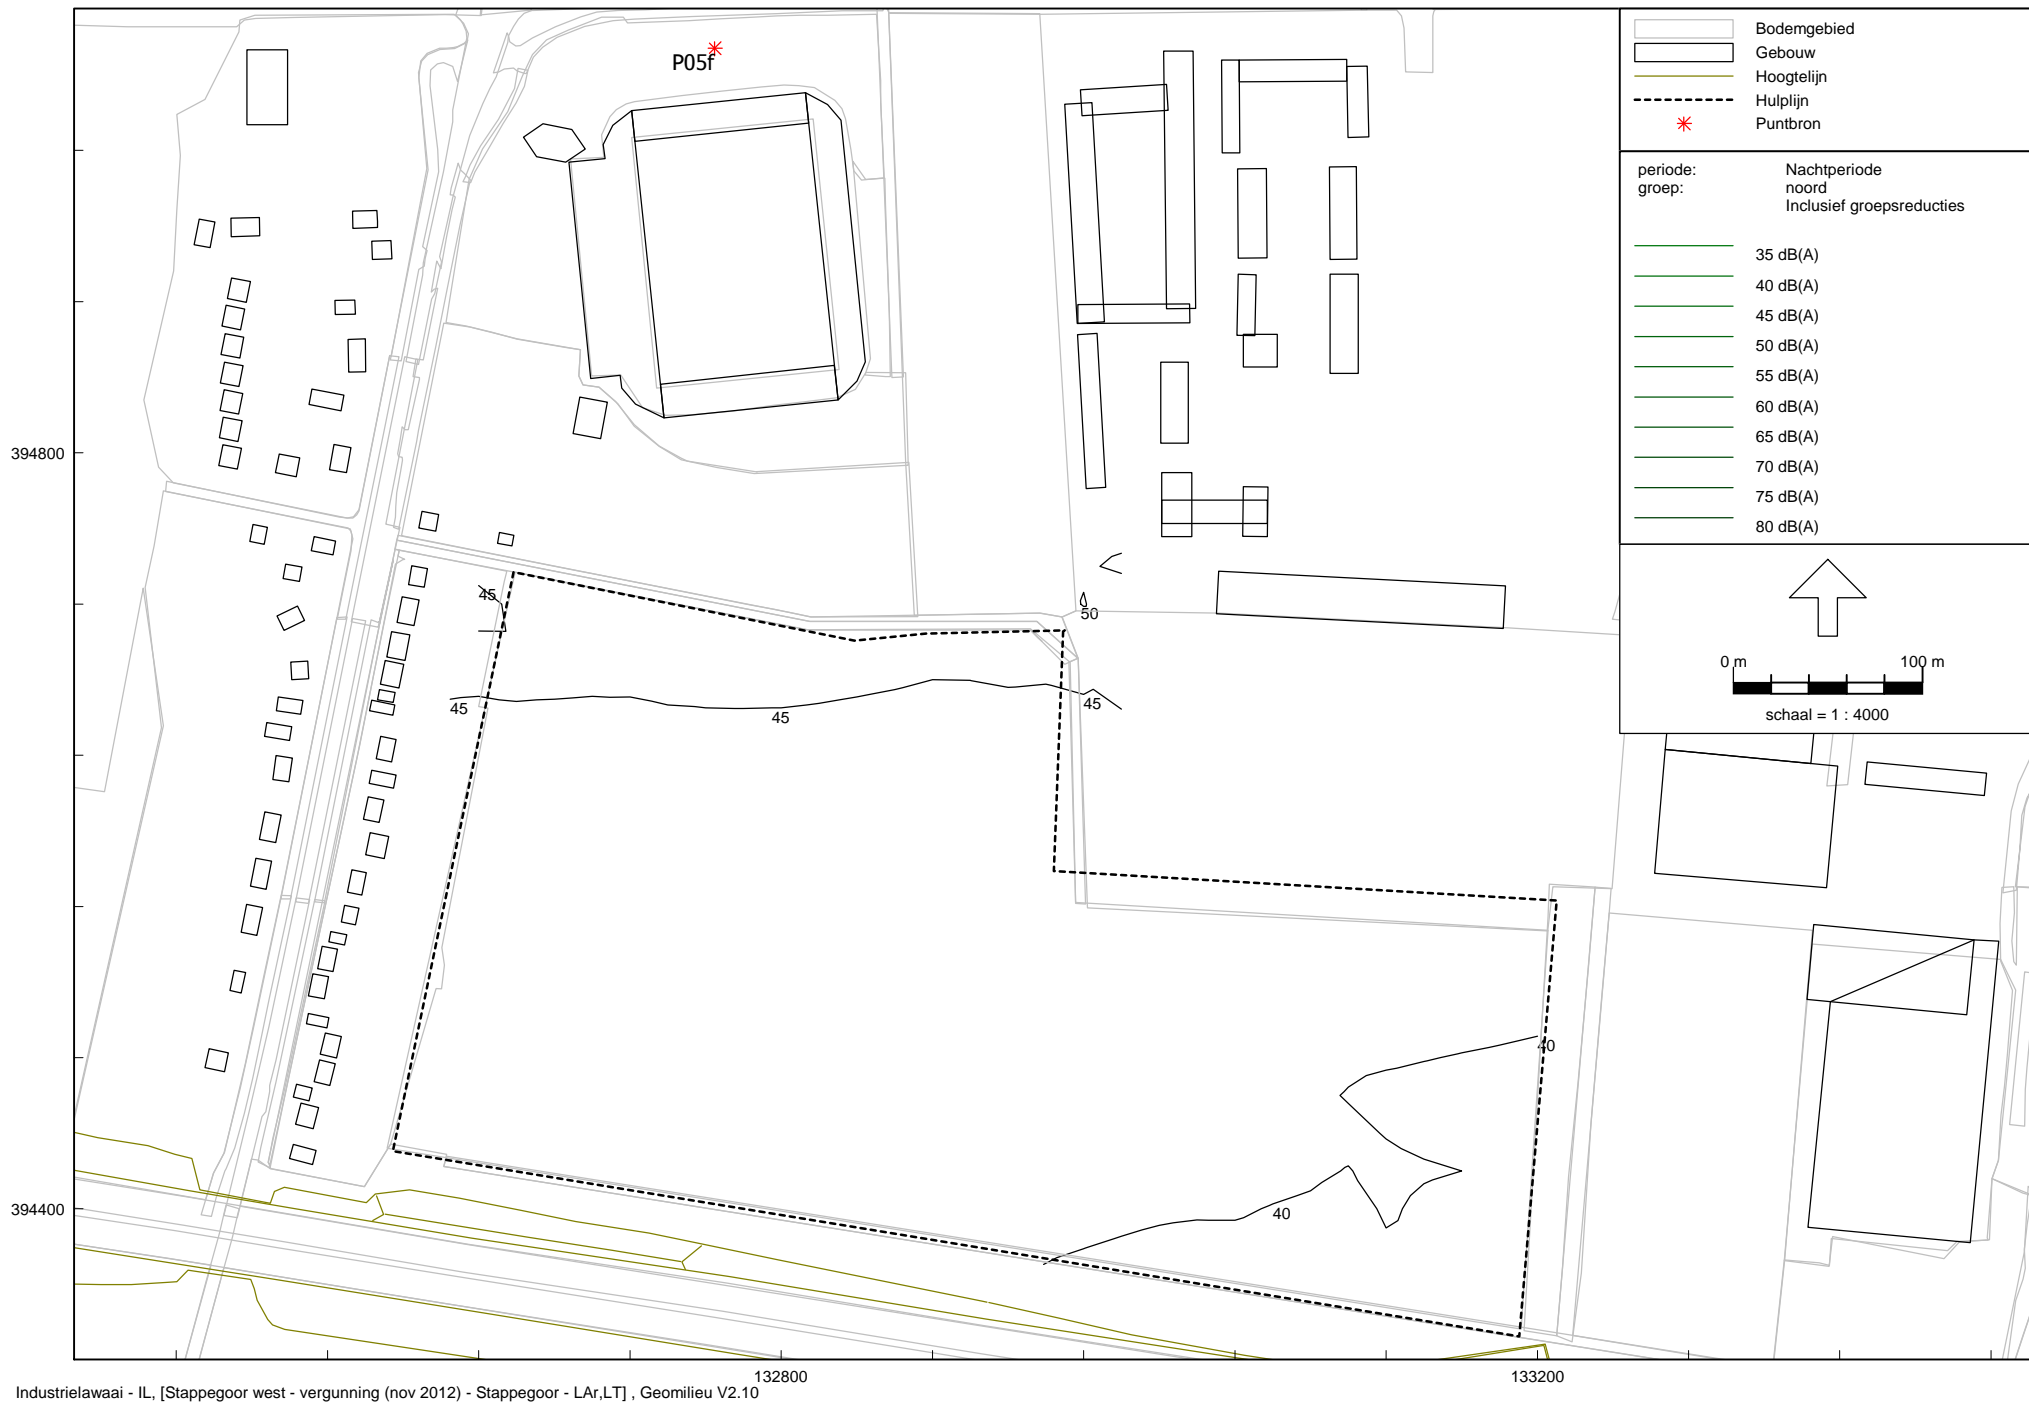 Bodemgebied
Gebouw
Hoogtelijn
Hulplijn
Puntbron
periode: Nachtperiode
groep: noord
Inclusief groepsreducties
35 dB(A)
40 dB(A)
45 dB(A)
50 dB(A)
55 dB(A)
60 dB(A)
65 dB(A)
70 dB(A)
75 dB(A)
80 dB(A)
0 m 100 m
schaal = 1 : 4000
P05f
394800
45
50
45
45
45
40
40
394400
132800
133200
Industrielawaai - IL, [Stappegoor west - vergunning (nov 2012) - Stappegoor - LAr,LT] , Geomilieu V2.10